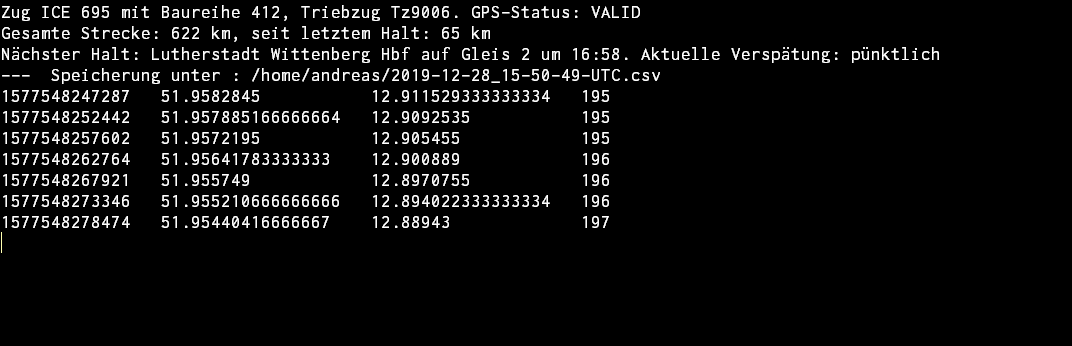 Zug ICE 695 mit Baureihe 412, Triebzug Tz9006. GPS-Status: VALID
Gesamte Strecke: 622 km, seit letztem Halt: 65 km
Nächster Halt: Lutherstadt Wittenberg Hbf auf Gleis 2 um 16:58. Aktuelle Verspätung: pünktlich
---  Speicherung unter : /home/andreas/2019-12-28_15-50-49-UTC.csv
1577548247287   51.9582845           12.911529333333334   195
1577548252442   51.957885166666664   12.9092535           195
1577548257602   51.9572195           12.905455            195
1577548262764   51.95641783333333    12.900889            196
1577548267921   51.955749            12.8970755           196
1577548273346   51.955210666666666   12.894022333333334   196
1577548278474   51.95440416666667    12.88943             197